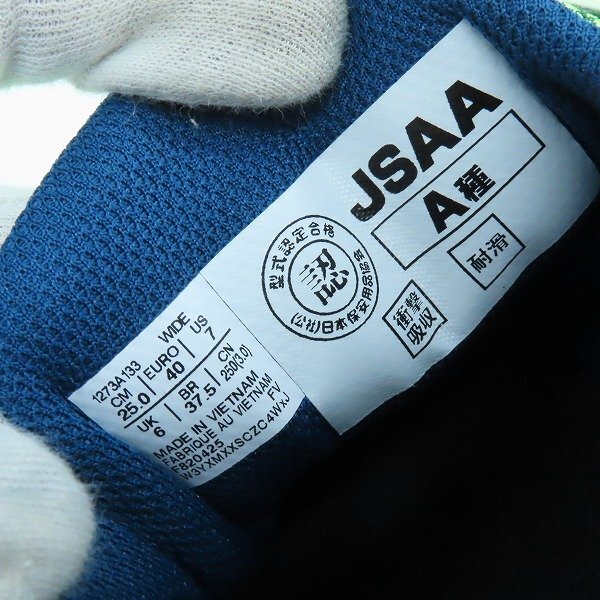 JSAA
A種
型式認定合格
認
(公社)日本保安用品協会
衝撃
吸収
耐滑
1273A133 WIDE
CM EURO US
25.0 40 7
UK BR CN
6 37.5 250(3.0)
MADE IN VIETNAM
FABRIQUE AU VIETNAM
820425 FV
W3YXMXXSCZC4WxJ